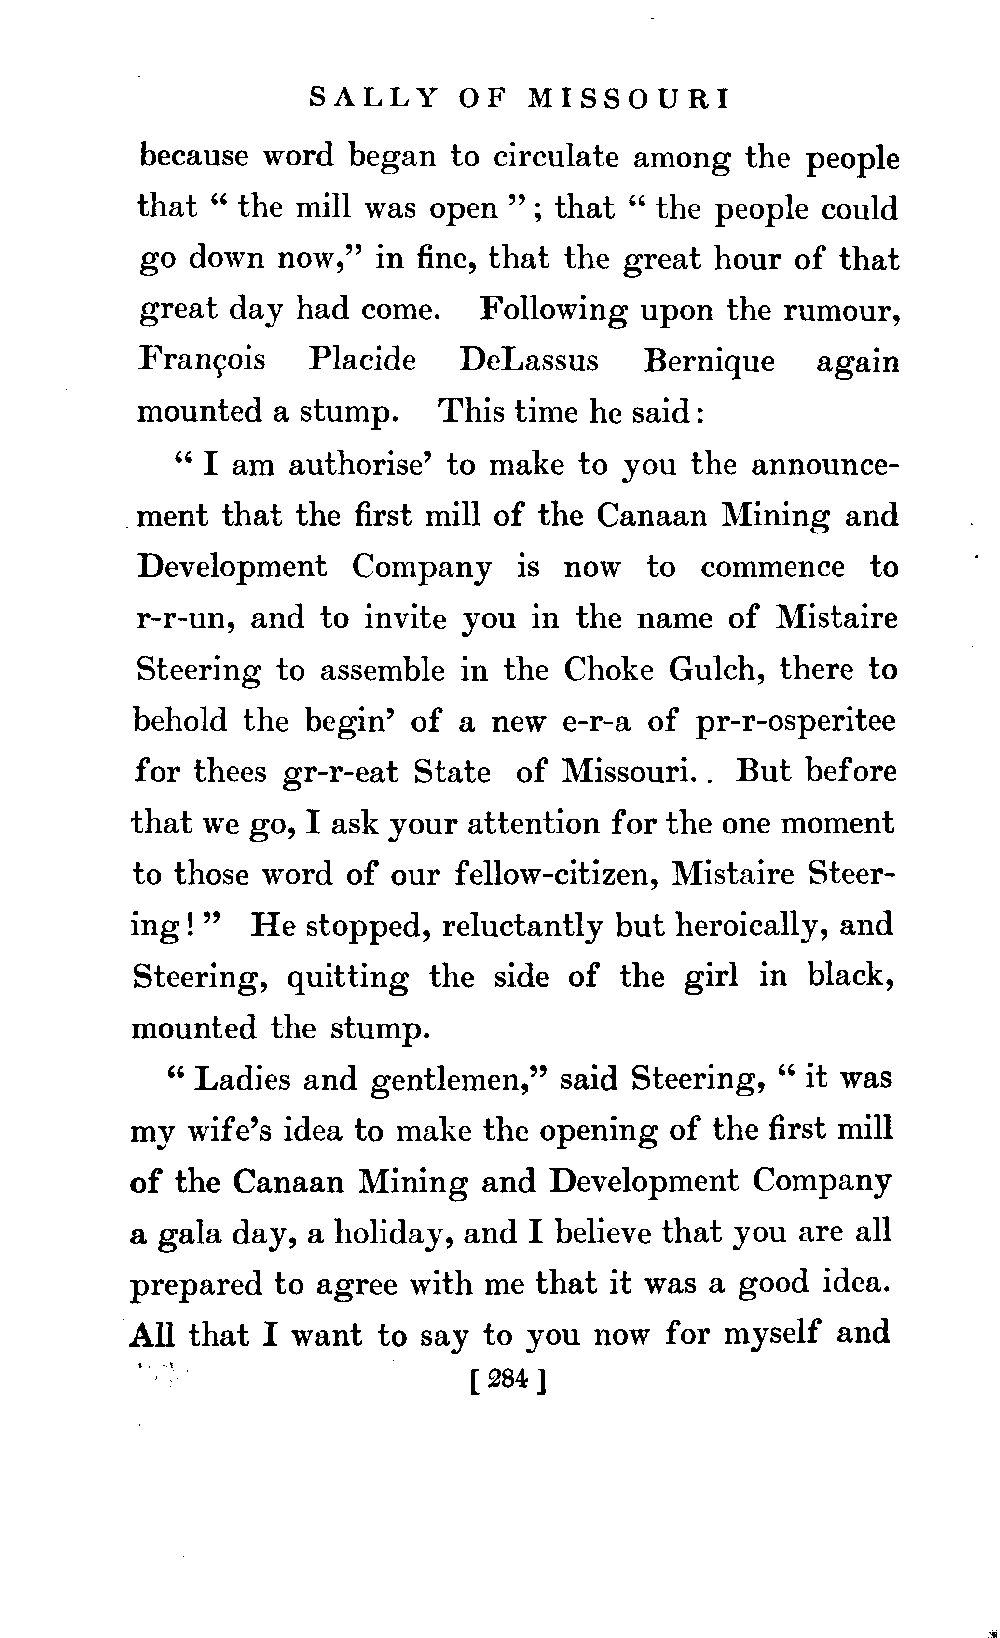 SALLY OF MISSOURI
because word began to circulate among the people
that “ the mill was open ” ; that “ the people could
go down now,” in fine, that the great hour of that
great day had come. Following upon the rumour,
François Placide DeLassus Bernique again
mounted a stump. This time he said :
“ I am authorise’ to make to you the announce-
ment that the first mill of the Canaan Mining and
Development Company is now to commence to
r-r-un, and to invite you in the name of Mistaire
Steering to assemble in the Choke Gulch, there to
behold the begin’ of a new e-r-a of pr-r-osperitee
for thees gr-r-eat State of Missouri. . But before
that we go, I ask your attention for the one moment
to those word of our fellow-citizen, Mistaire Steer-
ing ! ” He stopped, reluctantly but heroically, and
Steering, quitting the side of the girl in black,
mounted the stump.
“ Ladies and gentlemen,” said Steering, “ it was
my wife’s idea to make the opening of the first mill
of the Canaan Mining and Development Company
a gala day, a holiday, and I believe that you are all
prepared to agree with me that it was a good idea.
All that I want to say to you now for myself and
[ 284 ]